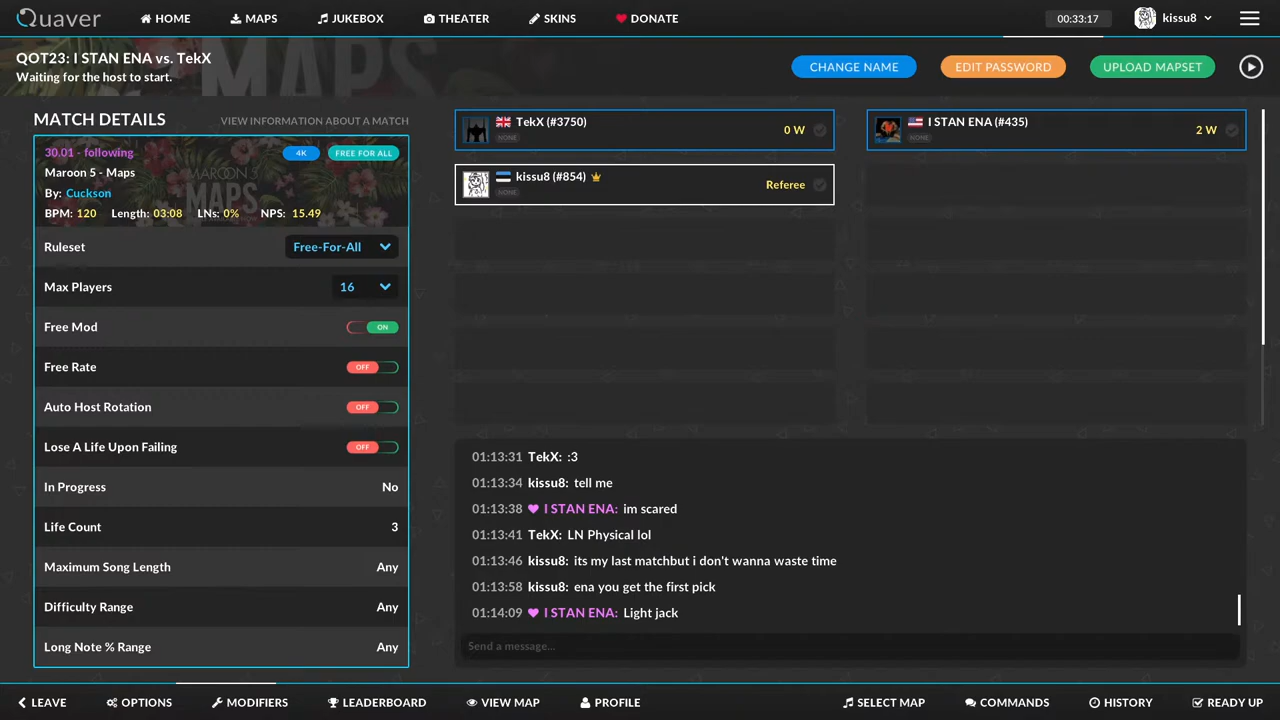 Quaver HOME MAPS JUKEBOX THEATER SKINS DONATE 00:33:17 kissu8
QOT23: I STAN ENA vs. TekX
Waiting for the host to start.
CHANGE NAME EDIT PASSWORD UPLOAD MAPSET
MAPS
MATCH DETAILS VIEW INFORMATION ABOUT A MATCH
30.01 - following 4K FREE FOR ALL
Maroon 5 - Maps
By: Cuckson
BPM: 120 Length: 03:08 LNs: 0% NPS: 15.49
MAROON 5
MAPS
Ruleset Free-For-All
Max Players 16
Free Mod ON
Free Rate OFF
Auto Host Rotation OFF
Lose A Life Upon Failing OFF
In Progress No
Life Count 3
Maximum Song Length Any
Difficulty Range Any
Long Note % Range Any
TekX (#3750) 0 W
NONE
I STAN ENA (#435) 2 W
NONE
kissu8 (#854) Referee
NONE
01:13:31 TekX: :3
01:13:34 kissu8: tell me
01:13:38 I STAN ENA: im scared
01:13:41 TekX: LN Physical lol
01:13:46 kissu8: its my last matchbut i don't wanna waste time
01:13:58 kissu8: ena you get the first pick
01:14:09 I STAN ENA: Light jack
Send a message...
LEAVE OPTIONS MODIFIERS LEADERBOARD VIEW MAP PROFILE SELECT MAP COMMANDS HISTORY READY UP